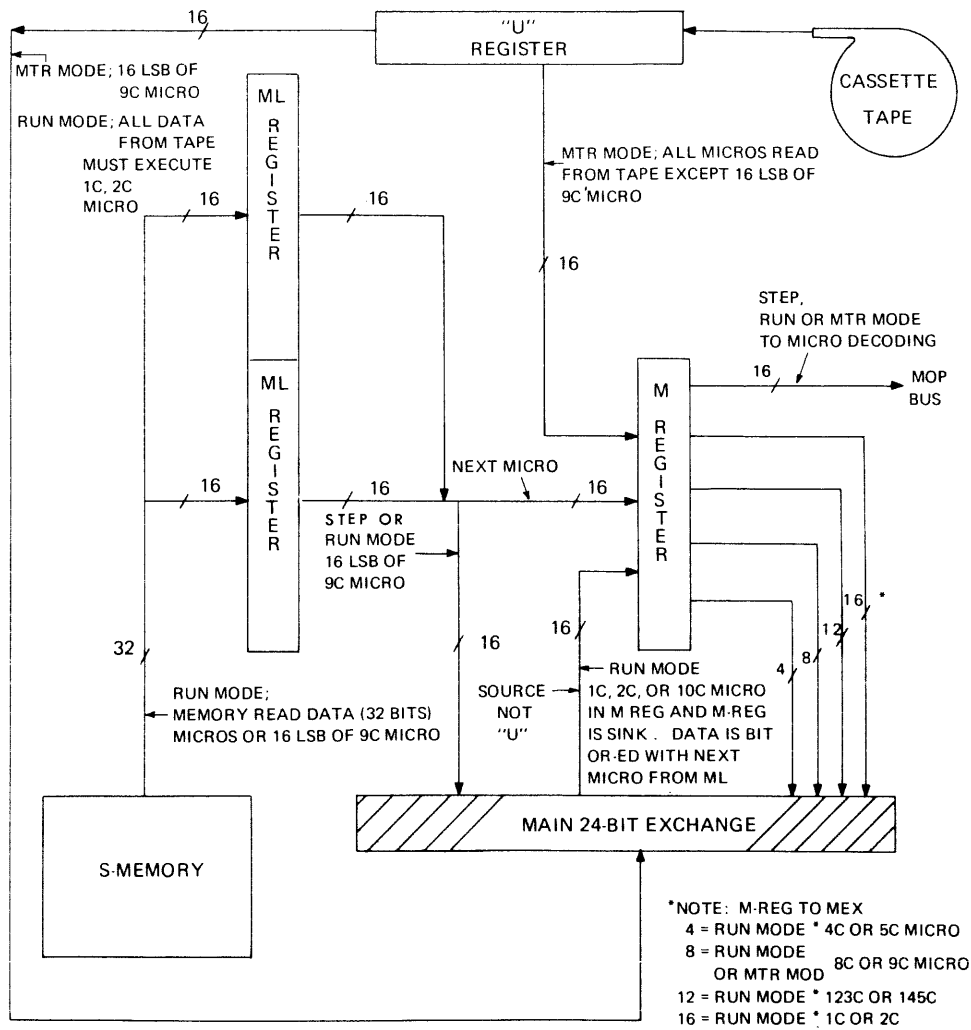 16
"U"
REGISTER
CASSETTE
TAPE
MTR MODE; 16 LSB OF
9C MICRO
RUN MODE; ALL DATA
FROM TAPE
MUST EXECUTE
1C, 2C
MICRO
ML
REGISTER
16
16
MTR MODE; ALL MICROS READ
FROM TAPE EXCEPT 16 LSB OF
9C'MICRO
16
STEP,
RUN OR MTR MODE
TO MICRO DECODING
16
MOP
BUS
ML
REGISTER
M
REGISTER
16
16
NEXT MICRO
16
STEP OR
RUN MODE
16 LSB OF
9C MICRO
16
16
4
8
12
16 *
32
RUN MODE;
MEMORY READ DATA (32 BITS)
MICROS OR 16 LSB OF 9C MICRO
SOURCE
NOT
"U"
RUN MODE
1C, 2C, OR 10C MICRO
IN M REG AND M-REG
IS SINK . DATA IS BIT
OR-ED WITH NEXT
MICRO FROM ML
S-MEMORY
MAIN 24-BIT EXCHANGE
*NOTE: M-REG TO MEX
4 = RUN MODE * 4C OR 5C MICRO
8 = RUN MODE
OR MTR MOD 8C OR 9C MICRO
12 = RUN MODE * 123C OR 145C
16 = RUN MODE * 1C OR 2C